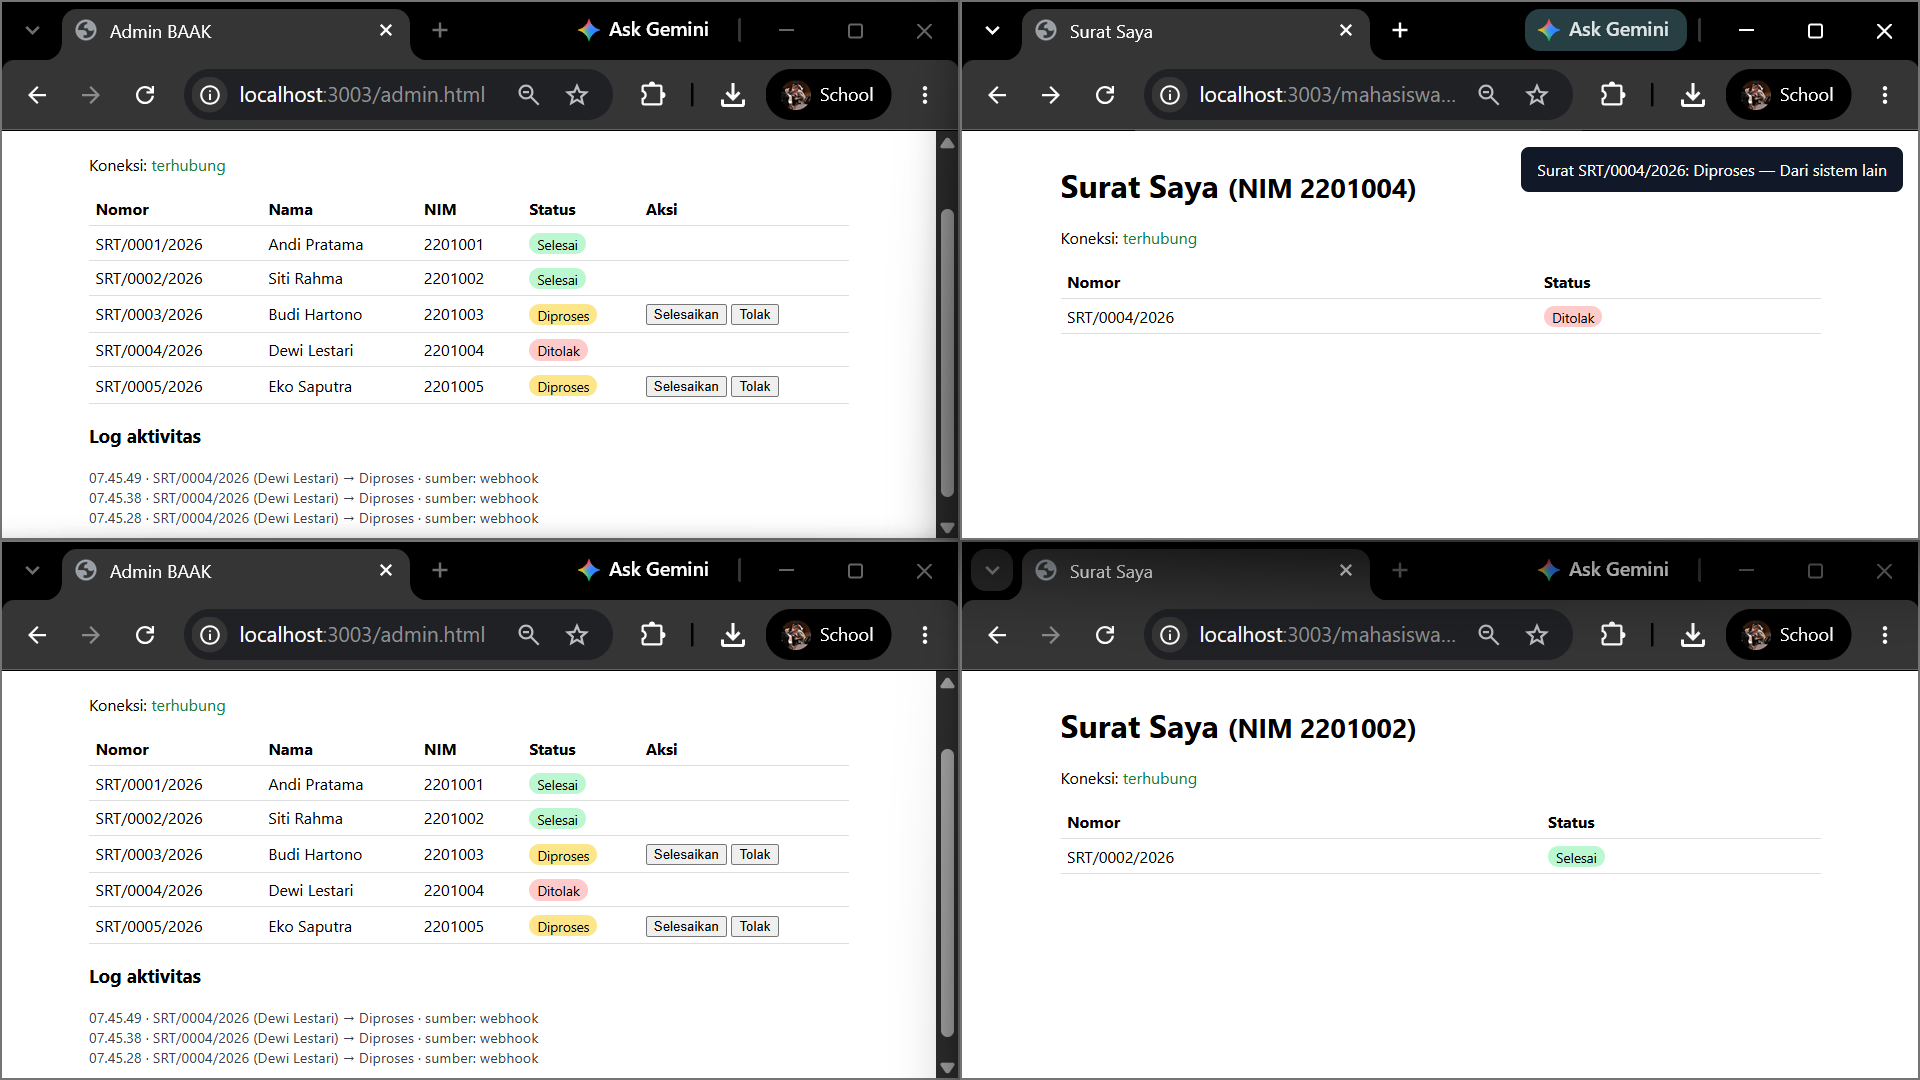 Admin BAAK
Ask Gemini
localhost:3003/admin.html
School
Koneksi: terhubung
Nomor Nama NIM Status Aksi
SRT/0001/2026 Andi Pratama 2201001 Selesai
SRT/0002/2026 Siti Rahma 2201002 Selesai
SRT/0003/2026 Budi Hartono 2201003 Diproses Selesaikan Tolak
SRT/0004/2026 Dewi Lestari 2201004 Ditolak
SRT/0005/2026 Eko Saputra 2201005 Diproses Selesaikan Tolak
Log aktivitas
07.45.49 · SRT/0004/2026 (Dewi Lestari) → Diproses · sumber: webhook
07.45.38 · SRT/0004/2026 (Dewi Lestari) → Diproses · sumber: webhook
07.45.28 · SRT/0004/2026 (Dewi Lestari) → Diproses · sumber: webhook
Surat Saya
Ask Gemini
localhost:3003/mahasiswa...
School
Surat SRT/0004/2026: Diproses — Dari sistem lain
Surat Saya (NIM 2201004)
Koneksi: terhubung
Nomor Status
SRT/0004/2026 Ditolak
Admin BAAK
Ask Gemini
localhost:3003/admin.html
School
Koneksi: terhubung
Nomor Nama NIM Status Aksi
SRT/0001/2026 Andi Pratama 2201001 Selesai
SRT/0002/2026 Siti Rahma 2201002 Selesai
SRT/0003/2026 Budi Hartono 2201003 Diproses Selesaikan Tolak
SRT/0004/2026 Dewi Lestari 2201004 Ditolak
SRT/0005/2026 Eko Saputra 2201005 Diproses Selesaikan Tolak
Log aktivitas
07.45.49 · SRT/0004/2026 (Dewi Lestari) → Diproses · sumber: webhook
07.45.38 · SRT/0004/2026 (Dewi Lestari) → Diproses · sumber: webhook
07.45.28 · SRT/0004/2026 (Dewi Lestari) → Diproses · sumber: webhook
Surat Saya
Ask Gemini
localhost:3003/mahasiswa...
School
Surat Saya (NIM 2201002)
Koneksi: terhubung
Nomor Status
SRT/0002/2026 Selesai